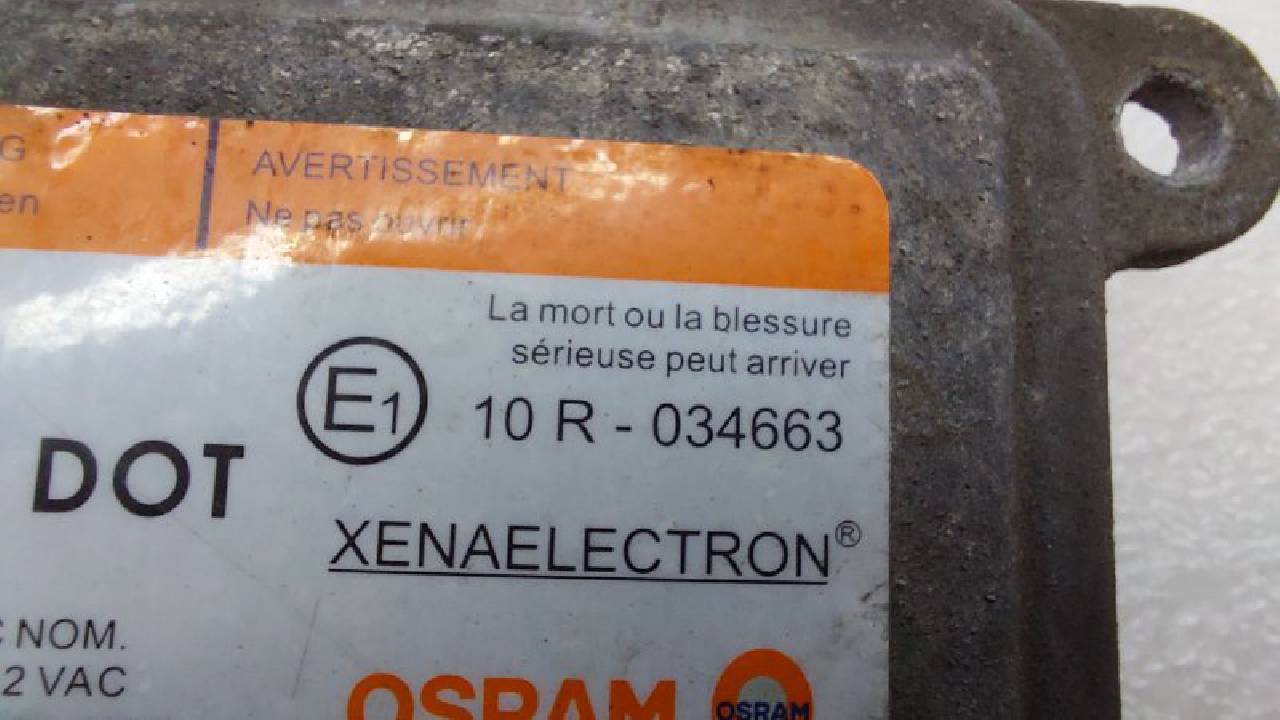 G
en
AVERTISSEMENT
Ne pas ouvrir
La mort ou la blessure
sérieuse peut arriver
E1 10 R - 034663
DOT
XENAELECTRON®
C NOM.
2 VAC
OSRAM
OSRAM